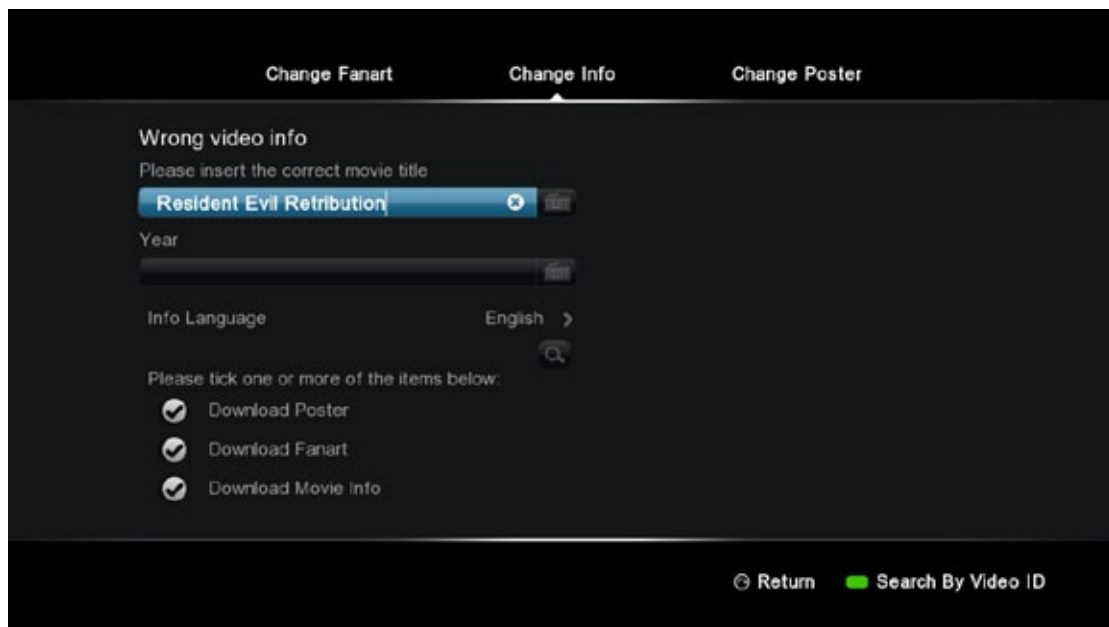 Change Fanart Change Info Change Poster
Wrong video info
Please insert the correct movie title
Resident Evil Retribution
Year
Info Language English
Please tick one or more of the items below:
Download Poster
Download Fanart
Download Movie Info
Return Search By Video ID